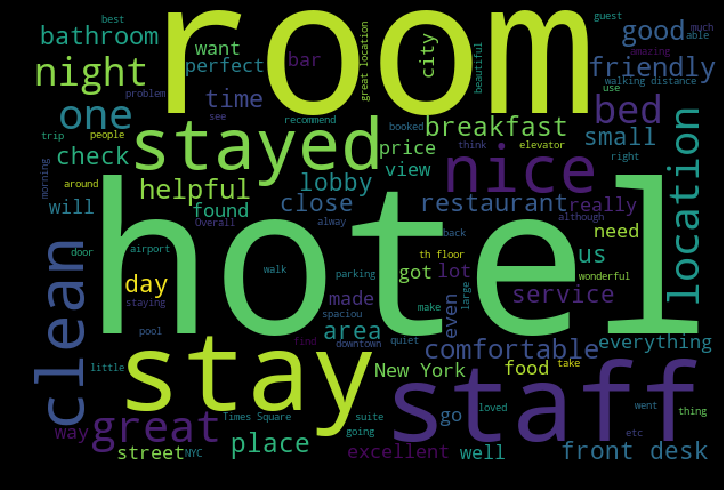 best
room
guest
great location
beautiful
bathroom
want
bar
city
good
much
able
night
perfect
friendly
amazing
walking distance
problem
time
use
one
see
recommend
booked
breakfast
bed
trip
people
stayed
price
think
elevator
small
location
check
lobby
view
nice
right
morning
around
helpful
close
restaurant
really
although
will
found
Overall
alway
back
need
door
airport
hotel
walk
parking
got
lot
th floor
us
wonderful
clean
day
made
service
staying
spaciou
make
large
pool
area
even
find
downtown
quiet
comfortable
everything
little
stay
New York
food
take
staff
great
Times Square
suite
loved
went
thing
way
place
going
go
etc
street
NYC
excellent
well
front desk